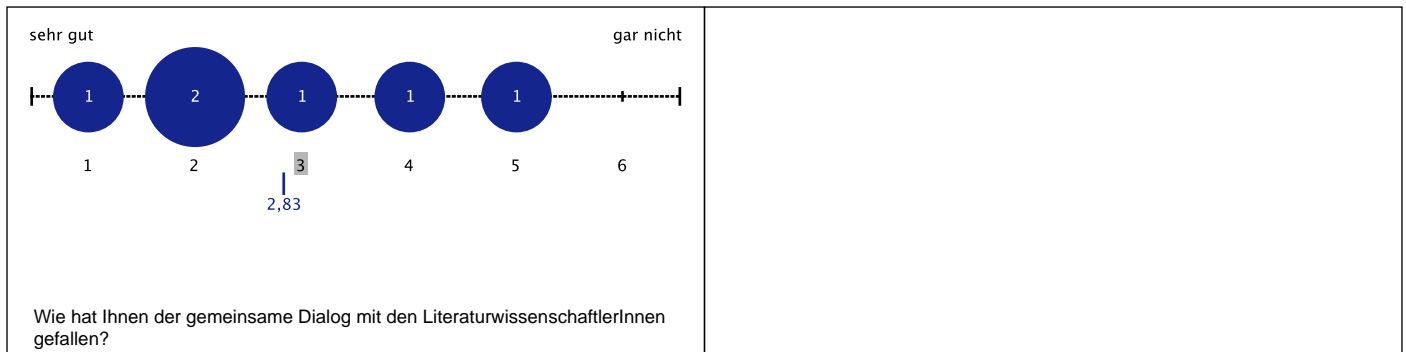 sehr gut gar nicht
1 2 1 1 1
1 2 3 4 5 6
2,83
Wie hat Ihnen der gemeinsame Dialog mit den LiteraturwissenschaftlerInnen
gefallen?